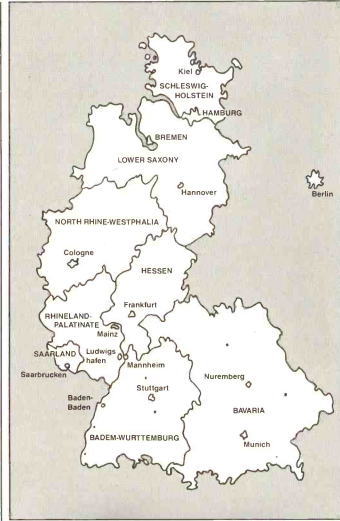 Kiel
SCHLESWIG-
HOLSTEIN
HAMBURG
BREMEN
LOWER SAXONY
Berlin
Hannover
NORTH RHINE-WESTPHALIA
Cologne
HESSEN
Frankfurt
RHINELAND-
PALATINATE
Mainz
SAARLAND
Ludwigs
hafen
Mannheim
Saarbrucken
Stuttgart
Nuremberg
Baden-
Baden
BAVARIA
BADEM-WURTTEMBURG
Munich